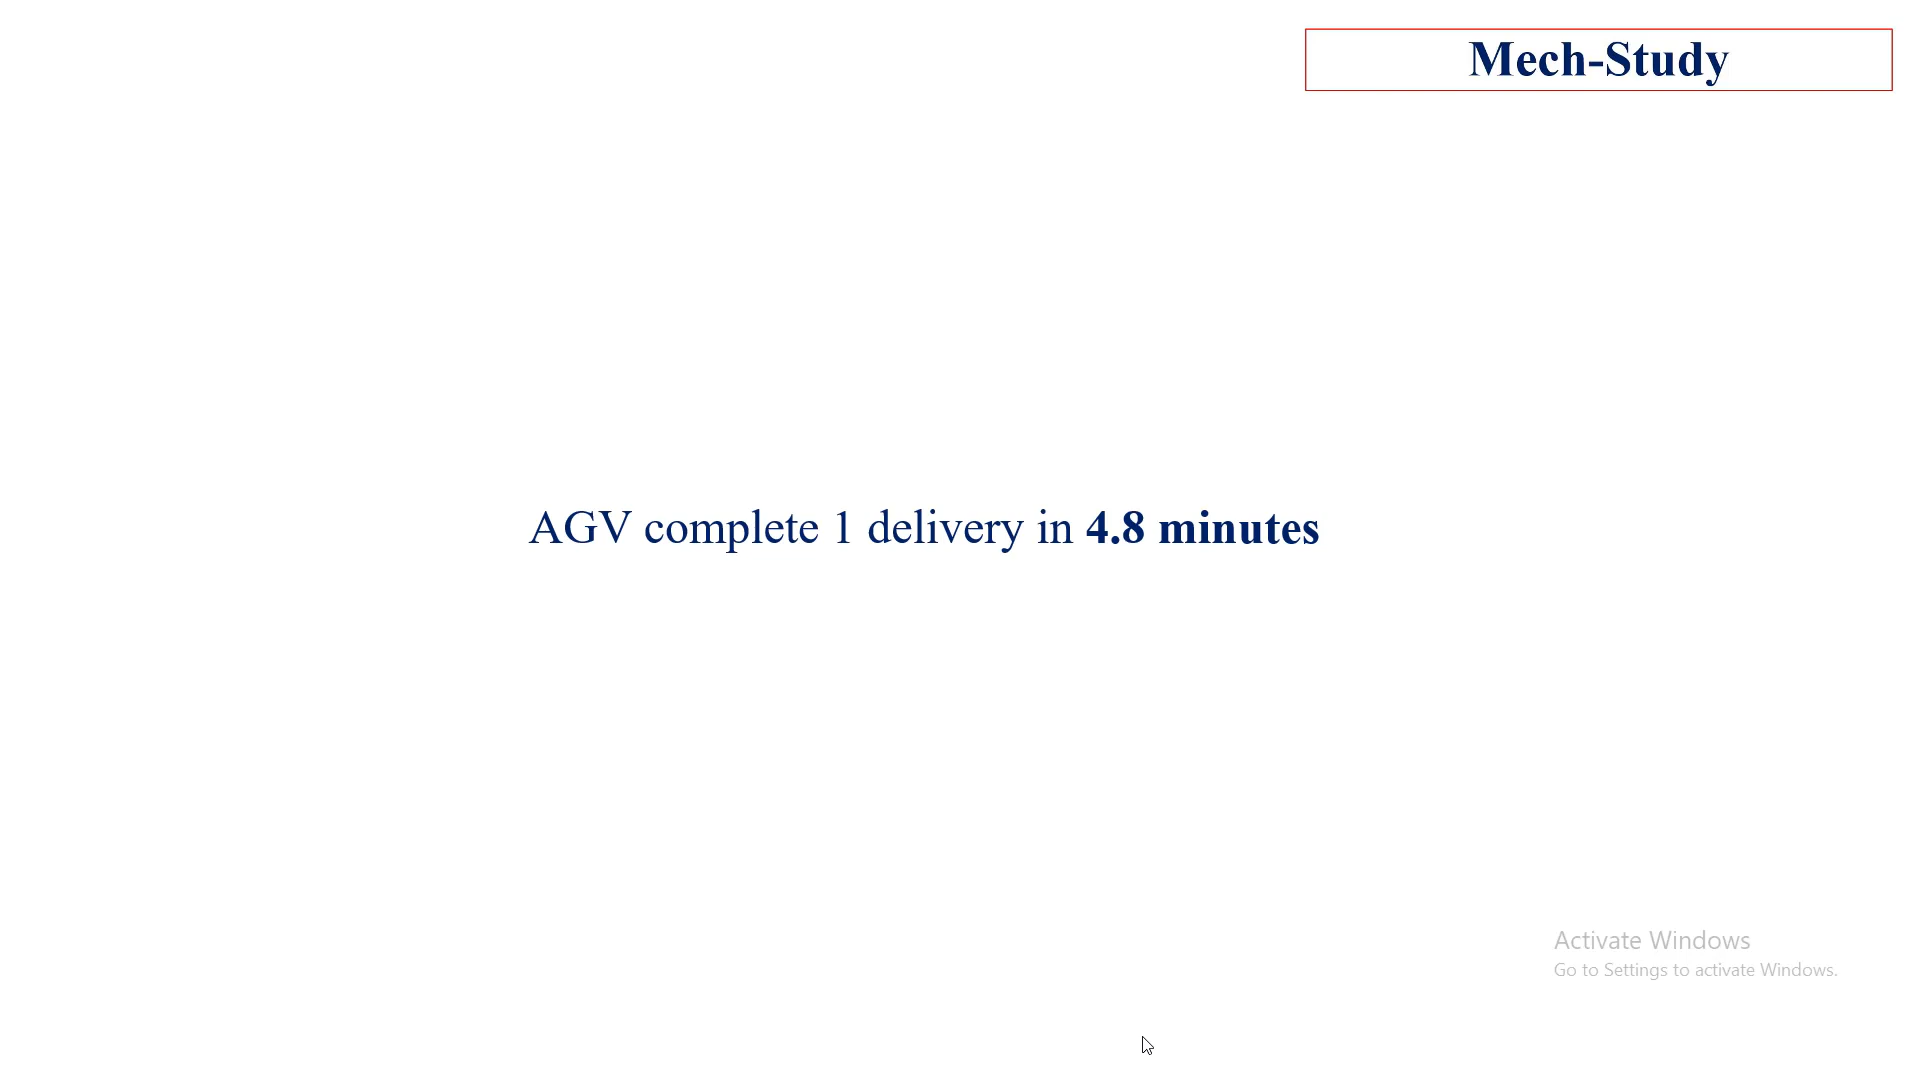 Mech-Study
AGV complete 1 delivery in 4.8 minutes
Activate Windows
Go to Settings to activate Windows.